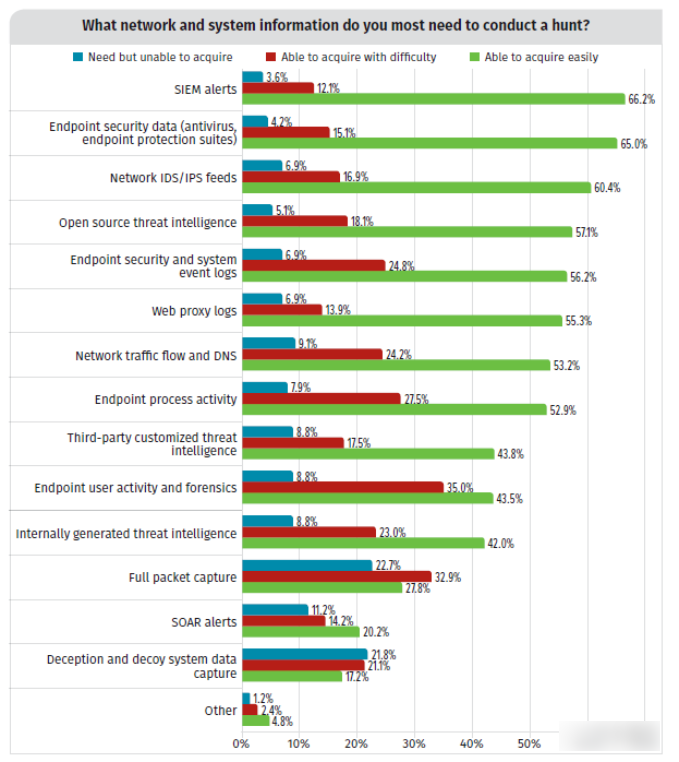 What network and system information do you most need to conduct a hunt?
Need but unable to acquire
Able to acquire with difficulty
Able to acquire easily
SIEM alerts
3.6%
12.1%
66.2%
Endpoint security data (antivirus,
endpoint protection suites)
4.2%
15.1%
65.0%
Network IDS/IPS feeds
6.9%
16.9%
60.4%
Open source threat intelligence
5.1%
18.1%
57.1%
Endpoint security and system
event logs
6.9%
24.8%
56.2%
Web proxy logs
6.9%
13.9%
55.3%
Network traffic flow and DNS
9.1%
24.2%
53.2%
Endpoint process activity
7.9%
27.5%
52.9%
Third-party customized threat
intelligence
8.8%
17.5%
43.8%
Endpoint user activity and forensics
8.8%
35.0%
43.5%
Internally generated threat intelligence
8.8%
23.0%
42.0%
Full packet capture
22.7%
32.9%
27.8%
SOAR alerts
11.2%
14.2%
20.2%
Deception and decoy system data
capture
21.8%
21.1%
17.2%
Other
1.2%
2.4%
4.8%
0%
10%
20%
30%
40%
50%